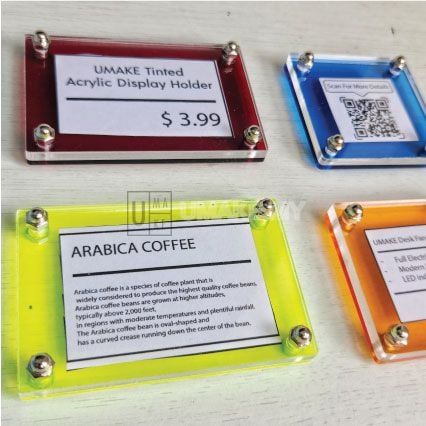 UMAKE Tinted
Acrylic Display Holder
$ 3.99
Scan For More Details
UMAKE
ARABICA COFFEE
Arabica coffee is a species of coffee plant that is
widely considered to produce the highest quality coffee beans.
Arabica coffee beans are grown at higher altitudes,
typically above 2,000 feet,
in regions with moderate temperatures and plentiful rainfall.
The Arabica coffee bean is oval-shaped and
has a curved crease running down the center of the bean.
UMAKE Desk
Full
Modern
LED